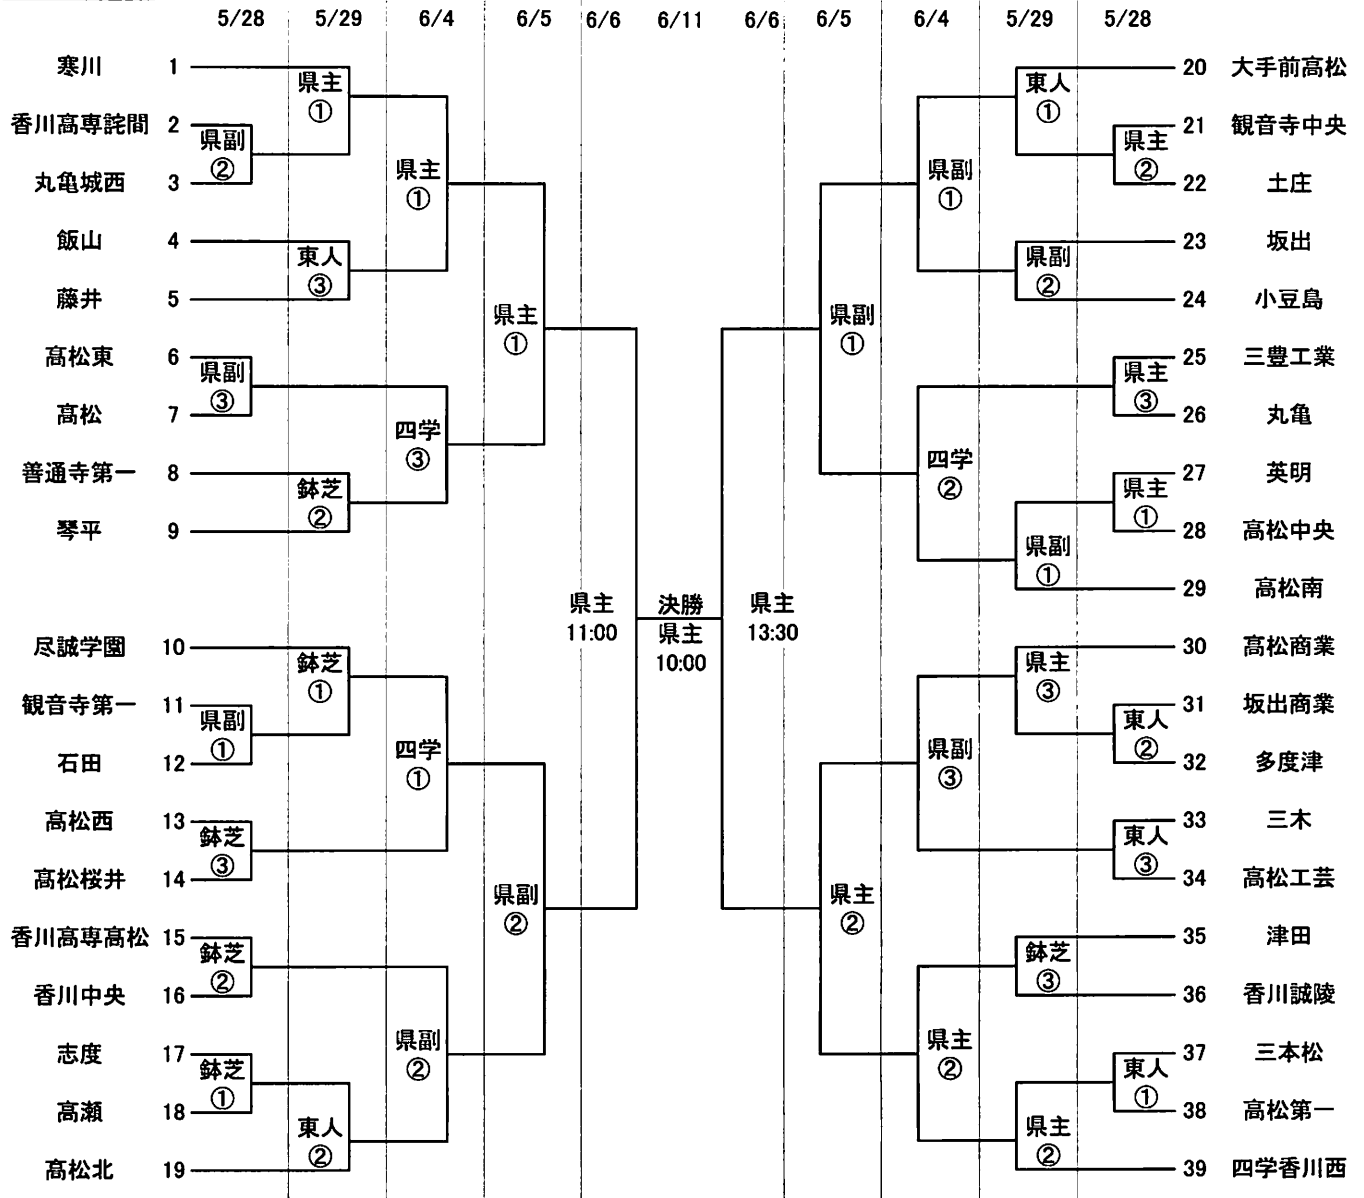 5/28 5/29 6/4 6/5 6/6 6/11 6/6 6/5 6/4 5/29 5/28
寒川 1
県主
①
香川高専詫間 2
県副
②
丸亀城西 3
県主
①
飯山 4
東人
③
藤井 5
県主
①
高松東 6
県副
③
高松 7
四学
③
善通寺第一 8
鉢芝
②
琴平 9
県主
11:00
尽誠学園 10
鉢芝
①
観音寺第一 11
県副
①
石田 12
四学
①
高松西 13
鉢芝
③
高松桜井 14
県副
②
香川高専高松 15
鉢芝
②
香川中央 16
県副
②
志度 17
鉢芝
①
高瀬 18
東人
②
高松北 19
決勝
県主
10:00
20 大手前高松
東人
①
21 観音寺中央
県主
②
22 土庄
県副
①
23 坂出
県副
②
24 小豆島
県副
①
25 三豊工業
県主
③
26 丸亀
四学
②
27 英明
県主
①
28 高松中央
県副
①
29 高松南
県主
13:30
30 高松商業
県主
③
31 坂出商業
東人
②
32 多度津
県副
③
33 三木
東人
③
34 高松工芸
県主
②
35 津田
鉢芝
③
36 香川誠陵
県主
②
37 三本松
東人
①
38 高松第一
県主
②
39 四学香川西